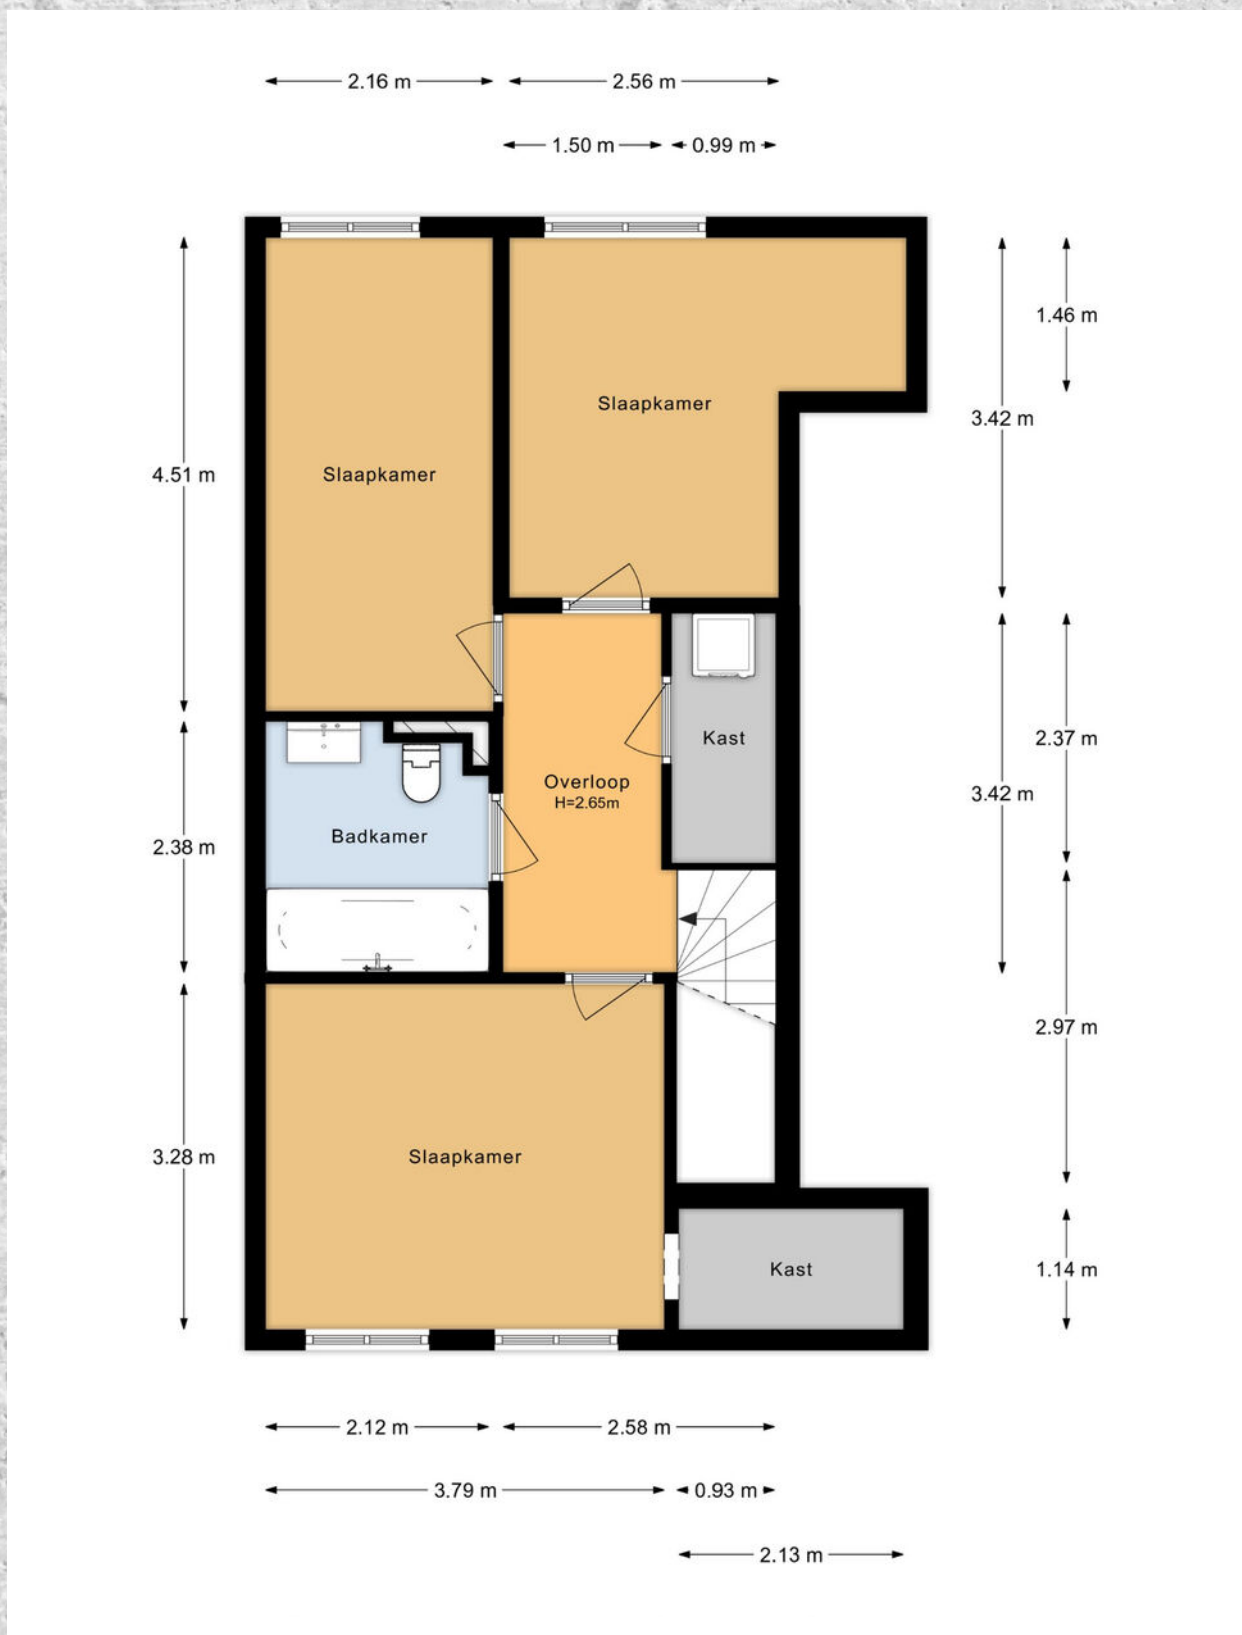 2.16 m
2.56 m
1.50 m
0.99 m
1.46 m
Slaapkamer
3.42 m
4.51 m
Slaapkamer
Kast
2.37 m
Overloop
H=2.65m
3.42 m
Badkamer
2.38 m
2.97 m
3.28 m
Slaapkamer
Kast
1.14 m
2.12 m
2.58 m
3.79 m
0.93 m
2.13 m